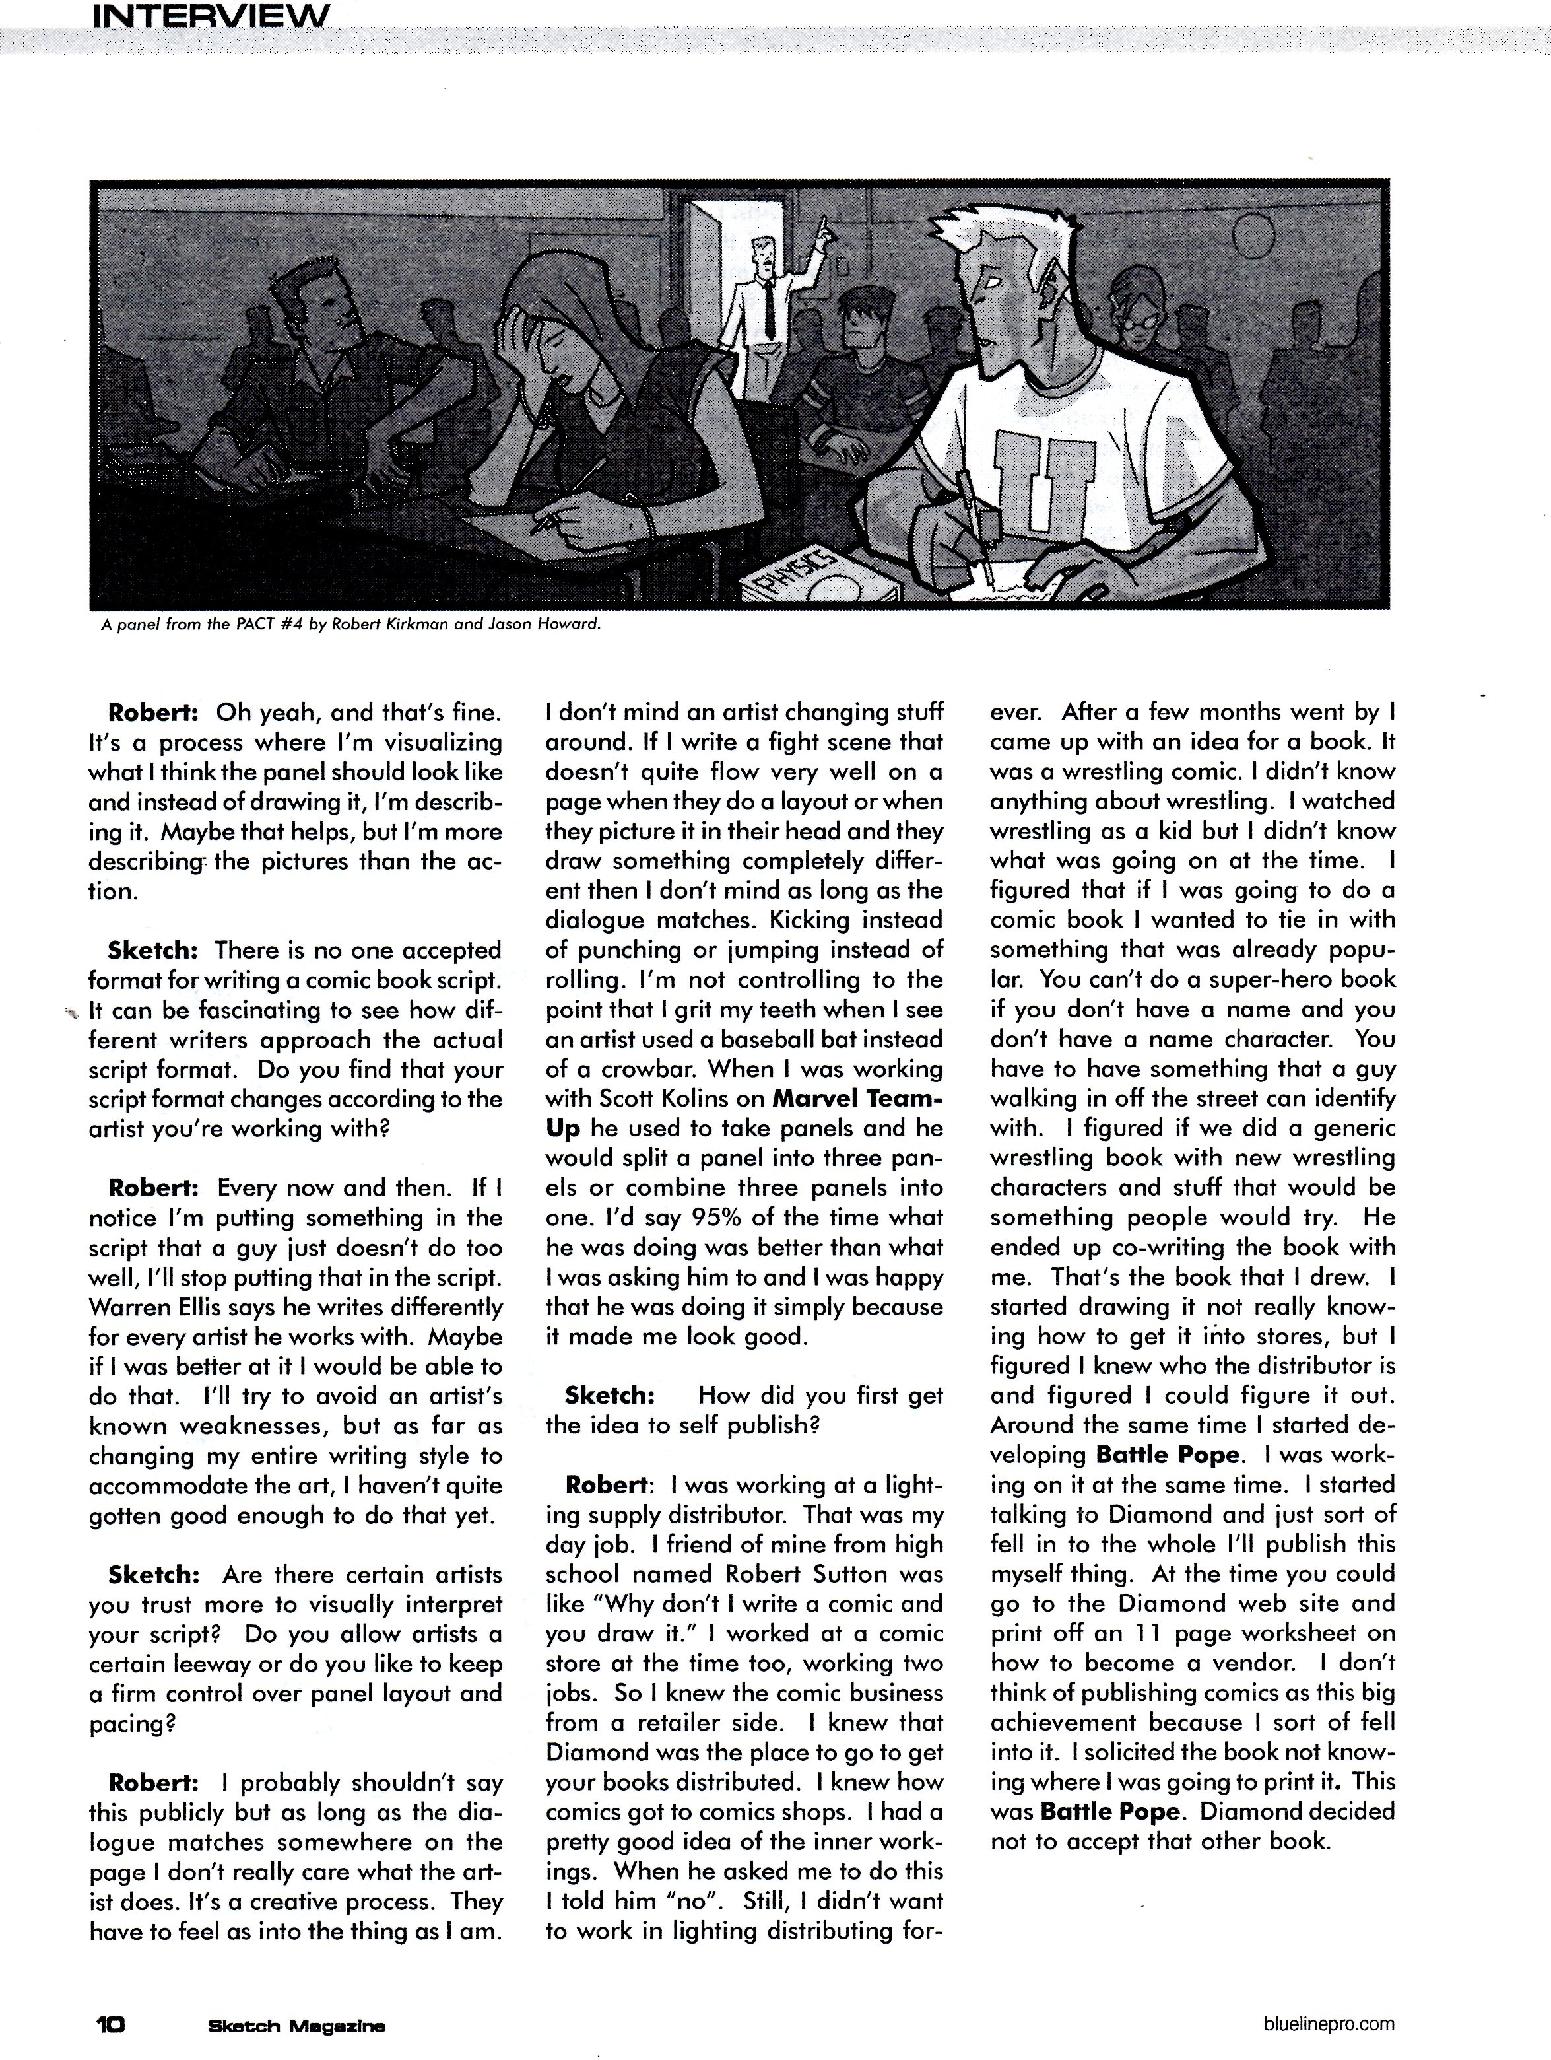 INTERVIEW
PHYSICS
A panel from the PACT #4 by Robert Kirkman and Jason Howard.
Robert: Oh yeah, and that's fine.
It's a process where I'm visualizing
what I think the panel should look like
and instead of drawing it, I'm describ-
ing it. Maybe that helps, but I'm more
describing the pictures than the ac-
tion.
Sketch: There is no one accepted
format for writing a comic book script.
It can be fascinating to see how dif-
ferent writers approach the actual
script format. Do you find that your
script format changes according to the
artist you're working with?
Robert: Every now and then. If I
notice I'm putting something in the
script that a guy just doesn't do too
well, I'll stop putting that in the script.
Warren Ellis says he writes differently
for every artist he works with. Maybe
if I was better at it I would be able to
do that. I'll try to avoid an artist's
known weaknesses, but as far as
changing my entire writing style to
accommodate the art, I haven't quite
gotten good enough to do that yet.
Sketch: Are there certain artists
you trust more to visually interpret
your script? Do you allow artists a
certain leeway or do you like to keep
a firm control over panel layout and
pacing?
Robert: I probably shouldn't say
this publicly but as long as the dia-
logue matches somewhere on the
page I don't really care what the art-
ist does. It's a creative process. They
have to feel as into the thing as I am.
I don't mind an artist changing stuff
around. If I write a fight scene that
doesn't quite flow very well on a
page when they do a layout or when
they picture it in their head and they
draw something completely differ-
ent then I don't mind as long as the
dialogue matches. Kicking instead
of punching or jumping instead of
rolling. I'm not controlling to the
point that I grit my teeth when I see
an artist used a baseball bat instead
of a crowbar. When I was working
with Scott Kolins on Marvel Team-
Up he used to take panels and he
would split a panel into three pan-
els or combine three panels into
one. I'd say 95% of the time what
he was doing was better than what
I was asking him to and I was happy
that he was doing it simply because
it made me look good.
Sketch: How did you first get
the idea to self publish?
Robert: I was working at a light-
ing supply distributor. That was my
day job. I friend of mine from high
school named Robert Sutton was
like "Why don't I write a comic and
you draw it." I worked at a comic
store at the time too, working two
jobs. So I knew the comic business
from a retailer side. I knew that
Diamond was the place to go to get
your books distributed. I knew how
comics got to comics shops. I had a
pretty good idea of the inner work-
ings. When he asked me to do this
I told him "no". Still, I didn't want
to work in lighting distributing for-
ever. After a few months went by I
came up with an idea for a book. It
was a wrestling comic. I didn't know
anything about wrestling. I watched
wrestling as a kid but I didn't know
what was going on at the time. I
figured that if I was going to do a
comic book I wanted to tie in with
something that was already popu-
lar. You can't do a super-hero book
if you don't have a name and you
don't have a name character. You
have to have something that a guy
walking in off the street can identify
with. I figured if we did a generic
wrestling book with new wrestling
characters and stuff that would be
something people would try. He
ended up co-writing the book with
me. That's the book that I drew. I
started drawing it not really know-
ing how to get it into stores, but I
figured I knew who the distributor is
and figured I could figure it out.
Around the same time I started de-
veloping Battle Pope. I was work-
ing on it at the same time. I started
talking to Diamond and just sort of
fell in to the whole I'll publish this
myself thing. At the time you could
go to the Diamond web site and
print off an 11 page worksheet on
how to become a vendor. I don't
think of publishing comics as this big
achievement because I sort of fell
into it. I solicited the book not know-
ing where I was going to print it. This
was Battle Pope. Diamond decided
not to accept that other book.
10 Sketch Magazine
bluelinepro.com